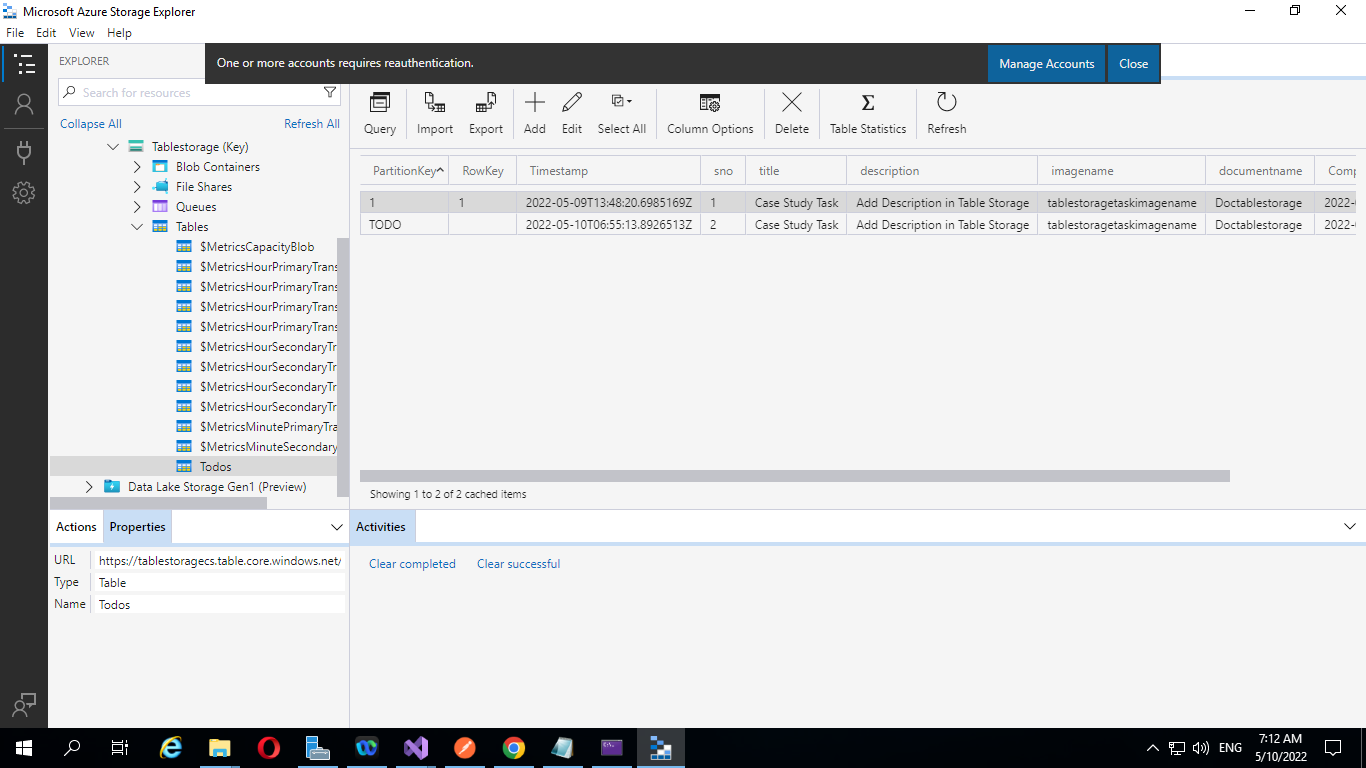 Microsoft Azure Storage Explorer
File Edit View Help
EXPLORER
One or more accounts requires reauthentication.
Manage Accounts
Close
Search for resources
Collapse All
Refresh All
Tablestorage (Key)
Blob Containers
File Shares
Queues
Tables
$MetricsCapacityBlob
$MetricsHourPrimaryTrans
$MetricsHourPrimaryTrans
$MetricsHourPrimaryTrans
$MetricsHourPrimaryTrans
$MetricsHourSecondaryTr
$MetricsHourSecondaryTr
$MetricsHourSecondaryTr
$MetricsHourSecondaryTr
$MetricsMinutePrimaryTra
$MetricsMinuteSecondary
Todos
Data Lake Storage Gen1 (Preview)
Query Import Export Add Edit Select All Column Options Delete Table Statistics Refresh
PartitionKey RowKey Timestamp sno title description imagename documentname Comp
1 1 2022-05-09T13:48:20.6985169Z 1 Case Study Task Add Description in Table Storage tablestoragetaskimagename Doctablestorage 2022-
TODO 2022-05-10T06:55:13.8926513Z 2 Case Study Task Add Description in Table Storage tablestoragetaskimagename Doctablestorage 2022-
Showing 1 to 2 of 2 cached items
Actions Properties
URL https://tablestoragecs.table.core.windows.net/
Type Table
Name Todos
Activities
Clear completed Clear successful
ENG
7:12 AM
5/10/2022